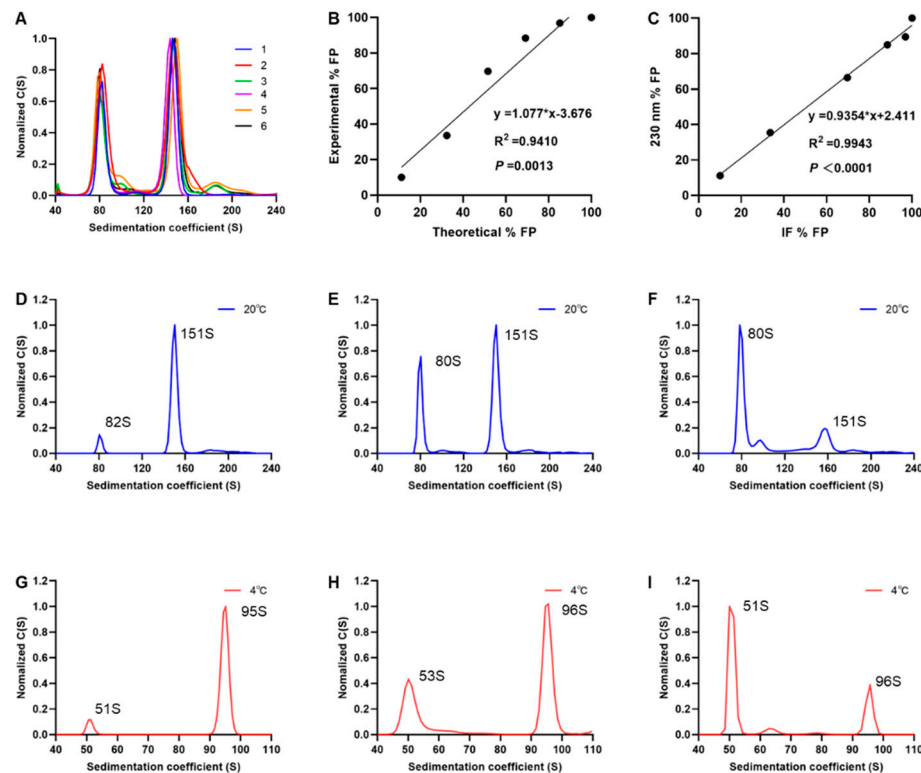 A
Normalized C(S)
1.0
0.8
0.6
0.4
0.2
0.0
40 80 120 160 200 240
Sedimentation coefficient (S)
1
2
3
4
5
6
B
Experimental % FP
100
80
60
40
20
0
0 20 40 60 80 100
Theoretical % FP
y =1.077*x-3.676
R2 =0.9410
P =0.0013
C
230 nm % FP
100
80
60
40
20
0
0 20 40 60 80 100
IF % FP
y =0.9354*x+2.411
R2 =0.9943
P <0.0001
D
Nomalized C(S)
1.2
1.0
0.8
0.6
0.4
0.2
0.0
40 80 120 160 200 240
Sedimentation coefficient (S)
20℃
151S
82S
E
Nomalized C(S)
1.2
1.0
0.8
0.6
0.4
0.2
0.0
40 80 120 160 200 240
Sedimentation coefficient (S)
20℃
151S
80S
F
Nomalized C(S)
1.2
1.0
0.8
0.6
0.4
0.2
0.0
40 80 120 160 200 240
Sedimentation coefficient (S)
20℃
80S
151S
G
Nomalized C(S)
1.2
1.0
0.8
0.6
0.4
0.2
0.0
40 50 60 70 80 90 100 110
Sedimentation coefficient (S)
4℃
95S
51S
H
Nomalized C(S)
1.2
1.0
0.8
0.6
0.4
0.2
0.0
40 50 60 70 80 90 100 110
Sedimentation coefficient (S)
4℃
96S
53S
I
Nomalized C(S)
1.2
1.0
0.8
0.6
0.4
0.2
0.0
40 50 60 70 80 90 100 110
Sedimentation coefficient (S)
4℃
51S
96S